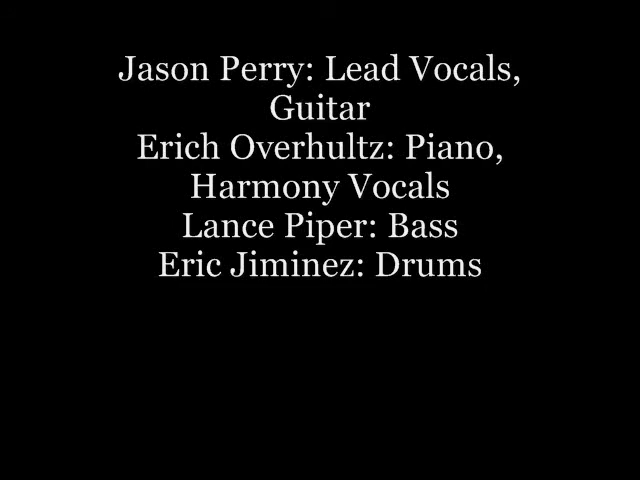 Jason Perry: Lead Vocals,
Guitar
Erich Overhultz: Piano,
Harmony Vocals
Lance Piper: Bass
Eric Jiminez: Drums